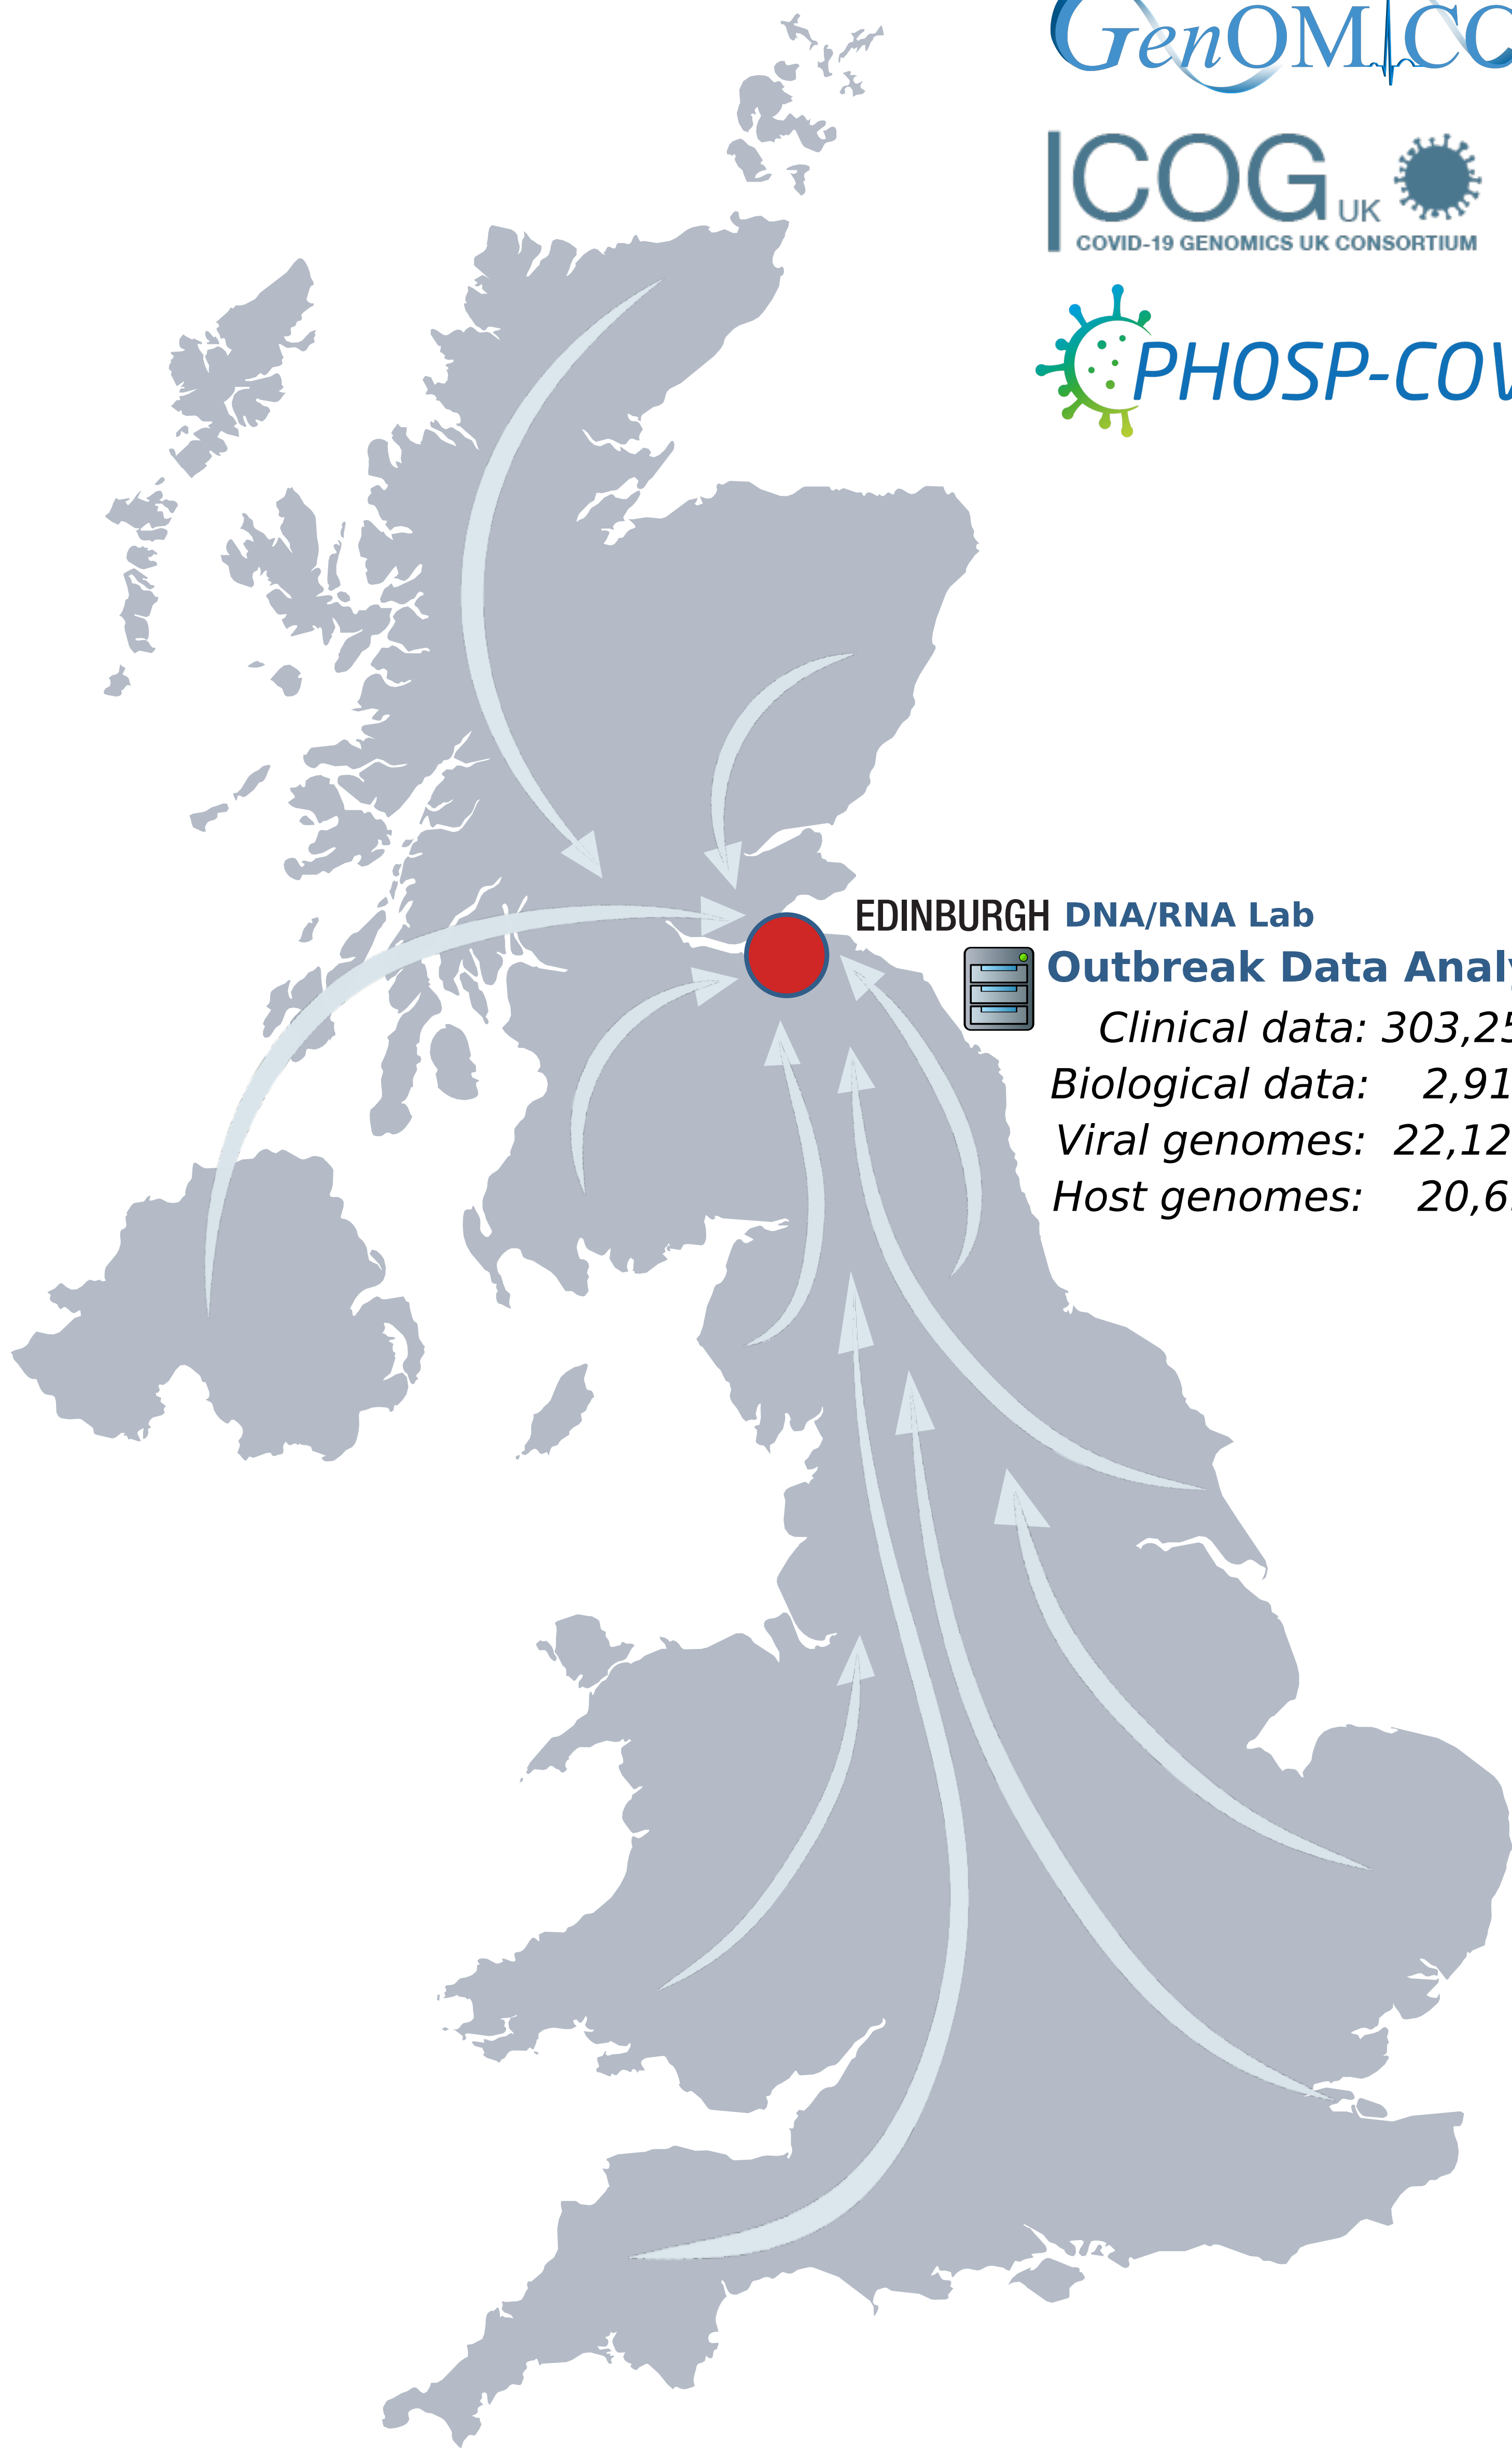 GenOMICC
COG UK
COVID-19 GENOMICS UK CONSORTIUM
PHOSP-COV
EDINBURGH DNA/RNA Lab
Outbreak Data Analy
Clinical data: 303,25
Biological data: 2,91
Viral genomes: 22,12
Host genomes: 20,6